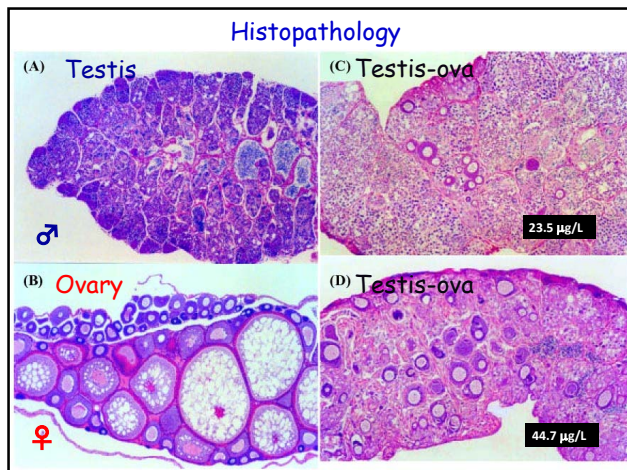 Histopathology
(A) Testis
♂
(B) Ovary
♀
(C) Testis-ova
23.5 µg/L
(D) Testis-ova
44.7 µg/L